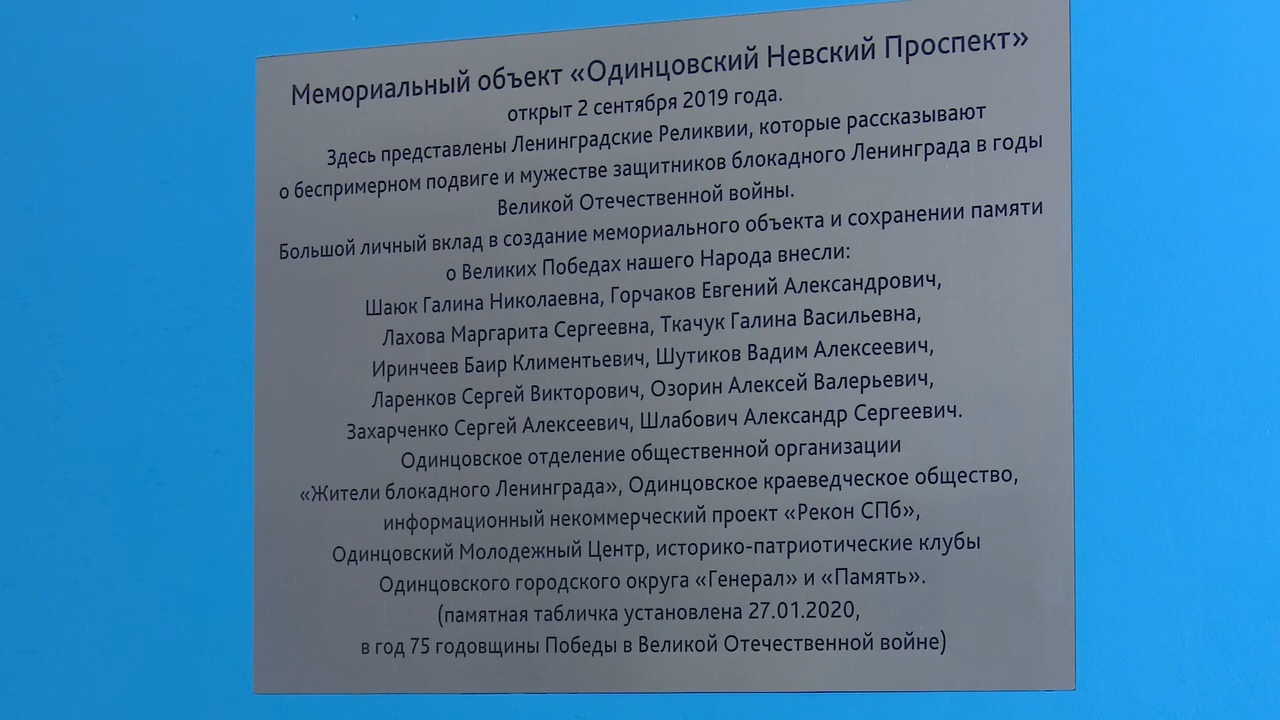 Мемориальный объект «Одинцовский Невский Проспект»
открыт 2 сентября 2019 года.
Здесь представлены Ленинградские Реликвии, которые рассказывают
о беспримерном подвиге и мужестве защитников блокадного Ленинграда в годы
Великой Отечественной войны.
Большой личный вклад в создание мемориального объекта и сохранении памяти
о Великих Победах нашего Народа внесли:
Шаюк Галина Николаевна, Горчаков Евгений Александрович,
Лахова Маргарита Сергеевна, Ткачук Галина Васильевна,
Иринчеев Баир Климентьевич, Шутиков Вадим Алексеевич,
Ларенков Сергей Викторович, Озорин Алексей Валерьевич,
Захарченко Сергей Алексеевич, Шлабович Александр Сергеевич.
Одинцовское отделение общественной организации
«Жители блокадного Ленинграда», Одинцовское краеведческое общество,
информационный некоммерческий проект «Рекон СПб»,
Одинцовский Молодежный Центр, историко-патриотические клубы
Одинцовского городского округа «Генерал» и «Память».
(памятная табличка установлена 27.01.2020,
в год 75 годовщины Победы в Великой Отечественной войне)